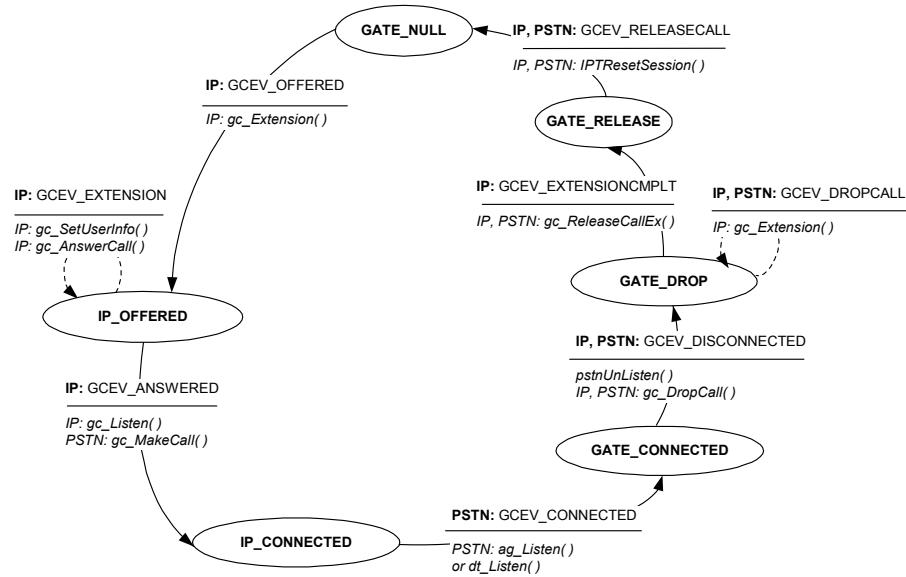 GATE_NULL
IP, PSTN: GCEV_RELEASECALL
IP, PSTN: IPTResetSession( )
IP: GCEV_OFFERED
IP: gc_Extension( )
GATE_RELEASE
IP: GCEV_EXTENSION
IP: gc_SetUserInfo( )
IP: gc_AnswerCall( )
IP: GCEV_EXTENSIONCMPLT
IP, PSTN: gc_ReleaseCallEx( )
IP, PSTN: GCEV_DROPCALL
IP: gc_Extension( )
GATE_DROP
IP_OFFERED
IP, PSTN: GCEV_DISCONNECTED
pstnUnListen( )
IP, PSTN: gc_DropCall( )
IP: GCEV_ANSWERED
IP: gc_Listen( )
PSTN: gc_MakeCall( )
GATE_CONNECTED
PSTN: GCEV_CONNECTED
PSTN: ag_Listen( )
or dt_Listen( )
IP_CONNECTED